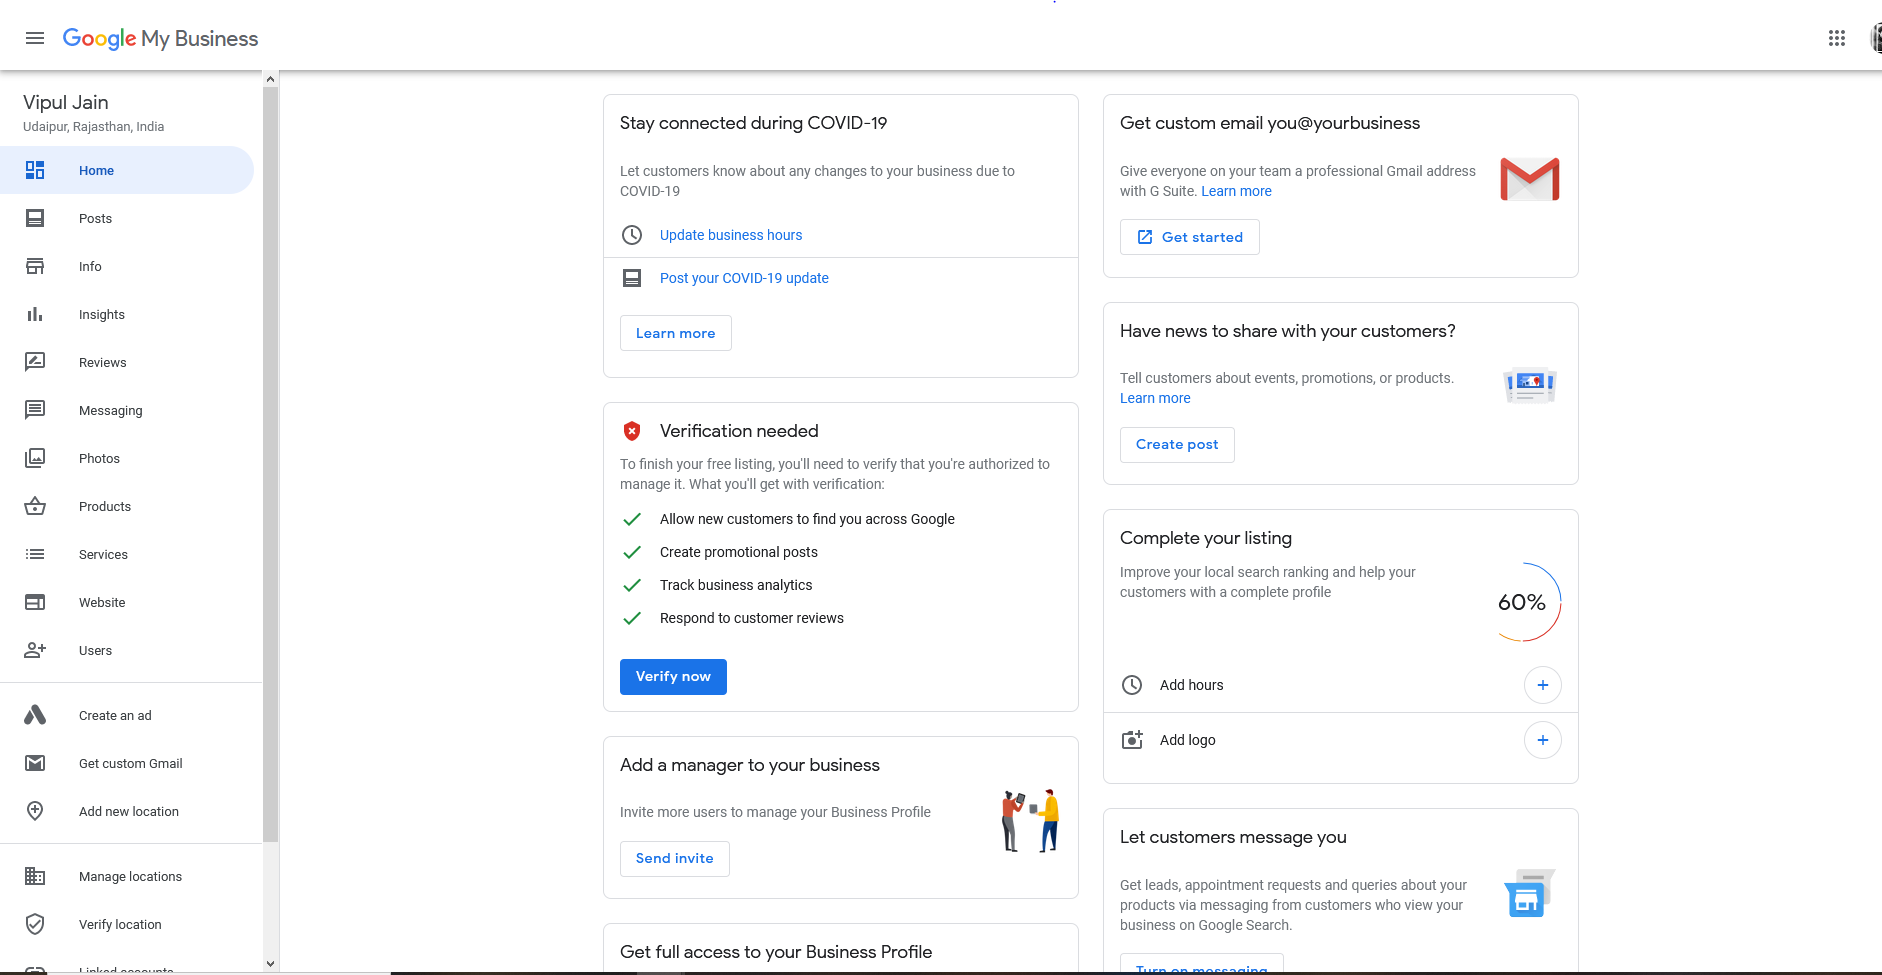 Google My Business
Vipul Jain
Udaipur, Rajasthan, India
Home
Posts
Info
Insights
Reviews
Messaging
Photos
Products
Services
Website
Users
Create an ad
Get custom Gmail
Add new location
Manage locations
Verify location
Linked accounts
Stay connected during COVID-19
Let customers know about any changes to your business due to
COVID-19
Update business hours
Post your COVID-19 update
Learn more
Verification needed
To finish your free listing, you'll need to verify that you're authorized to
manage it. What you'll get with verification:
Allow new customers to find you across Google
Create promotional posts
Track business analytics
Respond to customer reviews
Verify now
Add a manager to your business
Invite more users to manage your Business Profile
Send invite
Get full access to your Business Profile
Get custom email you@yourbusiness
Give everyone on your team a professional Gmail address
with G Suite. Learn more
Get started
Have news to share with your customers?
Tell customers about events, promotions, or products.
Learn more
Create post
Complete your listing
Improve your local search ranking and help your
customers with a complete profile
60%
Add hours
Add logo
Let customers message you
Get leads, appointment requests and queries about your
products via messaging from customers who view your
business on Google Search.
Turn on messaging